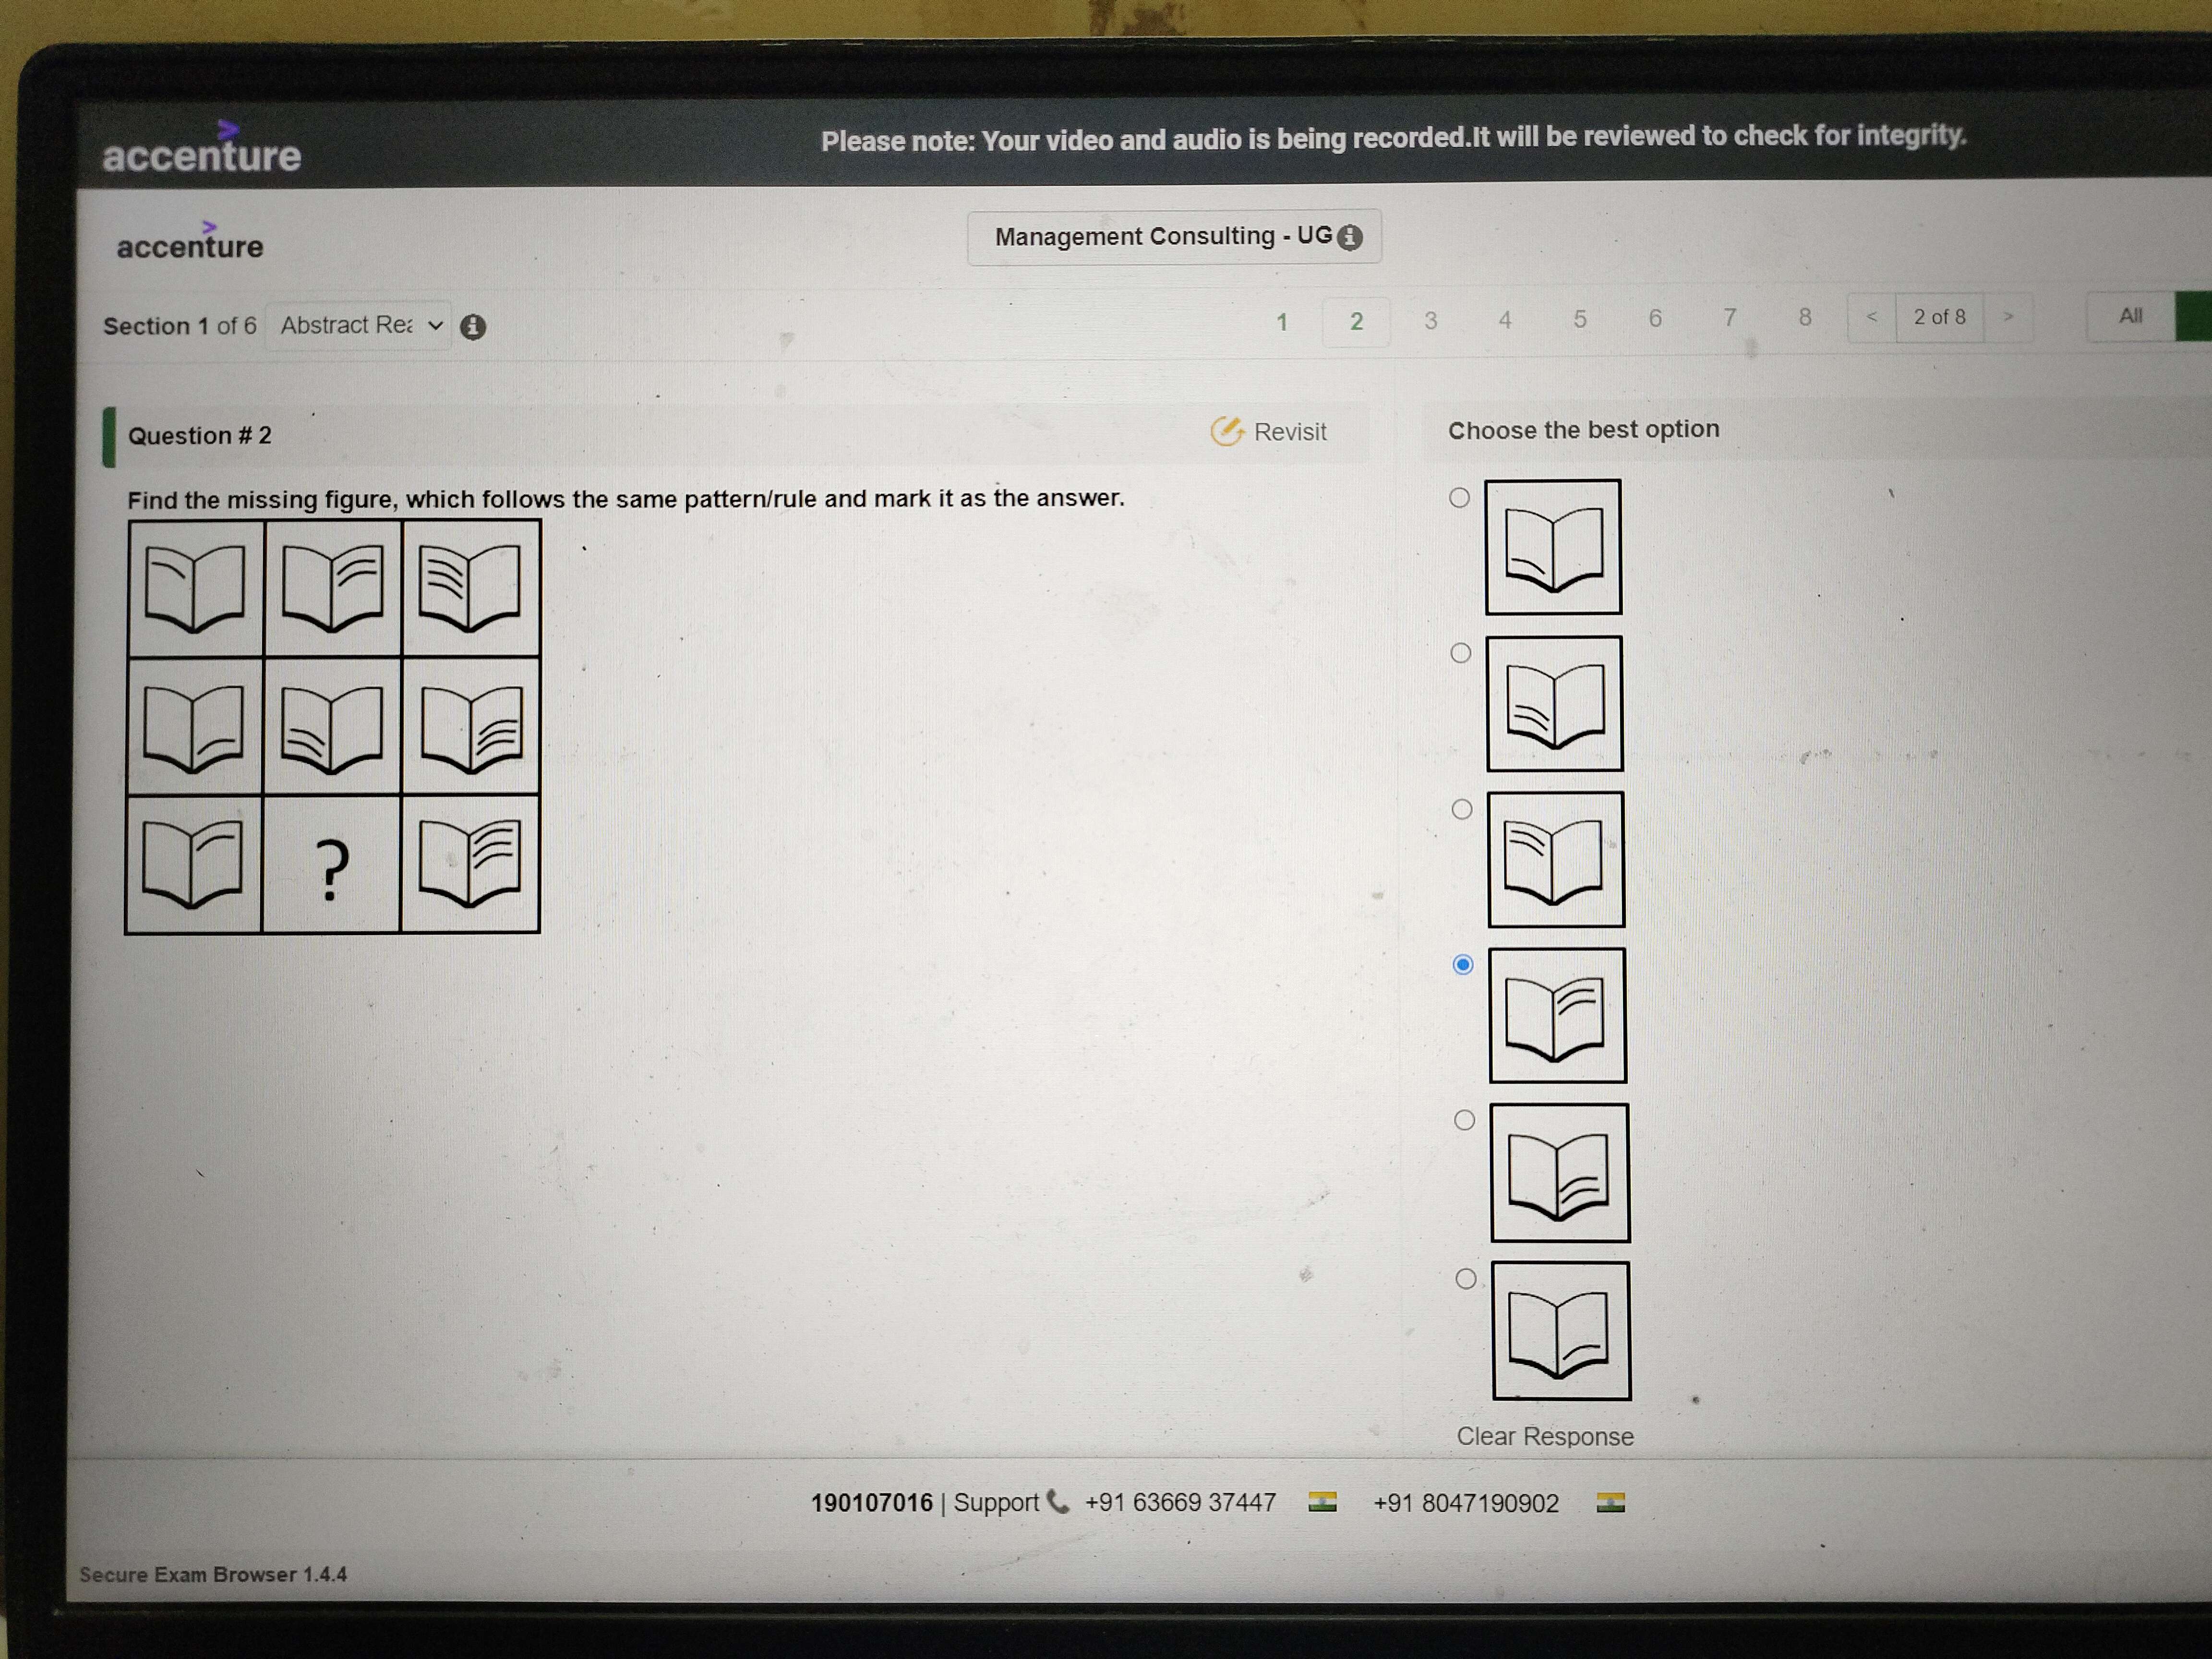 accenture
Please note: Your video and audio is being recorded.It will be reviewed to check for integrity.
accenture
Management Consulting - UG
Section 1 of 6
Abstract Rea
1 2 3 4 5 6 7 8
< 2 of 8 >
All
Question # 2
Revisit
Choose the best option
Find the missing figure, which follows the same pattern/rule and mark it as the answer.
?
Clear Response
190107016 | Support +91 63669 37447 +91 8047190902
Secure Exam Browser 1.4.4